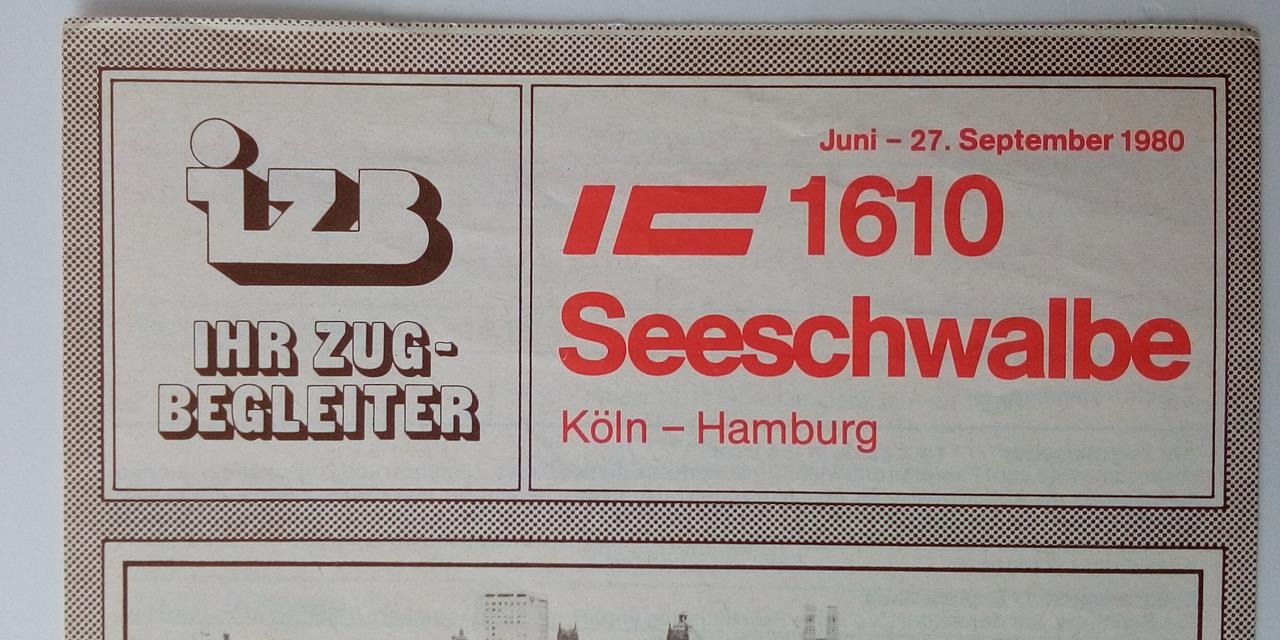 izB
IHR ZUG-
BEGLEITER
Juni – 27. September 1980
IC 1610
Seeschwalbe
Köln – Hamburg